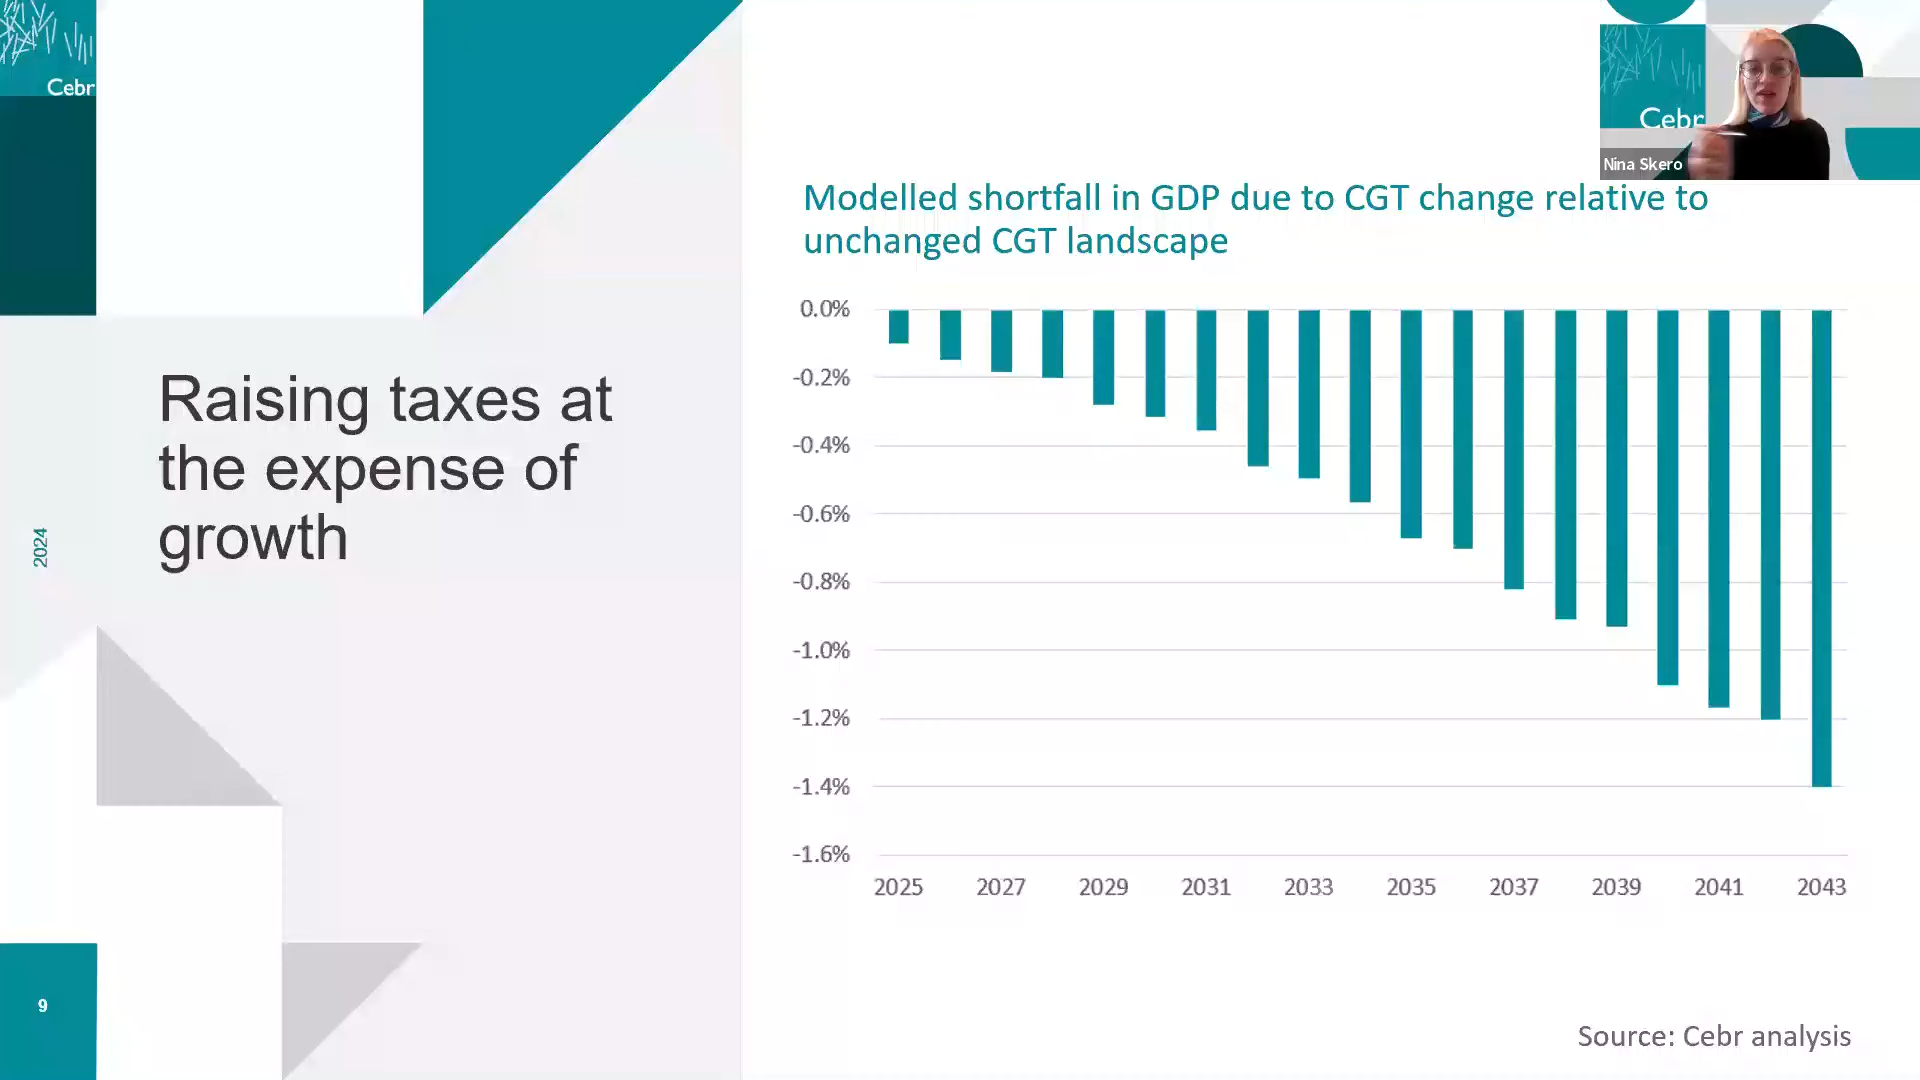 Cebr
Cebr
Nina Skero
Modelled shortfall in GDP due to CGT change relative to
unchanged CGT landscape
Raising taxes at
the expense of
growth
2024
0.0%
-0.2%
-0.4%
-0.6%
-0.8%
-1.0%
-1.2%
-1.4%
-1.6%
2025 2027 2029 2031 2033 2035 2037 2039 2041 2043
9
Source: Cebr analysis